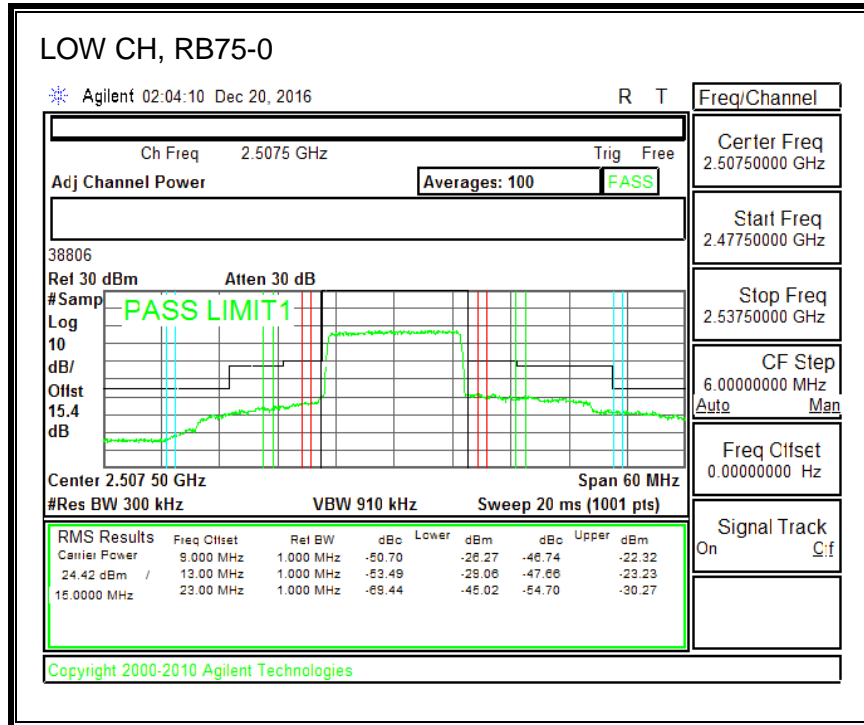 LOW CH, RB75-0
Agilent 02:04:10 Dec 20, 2016 R T
Ch Freq 2.5075 GHz Trig Free
Adj Channel Power Averages: 100 PASS
38806
Ref 30 dBm Atten 30 dB
#Samp
Log
10
dB/
Offst
15.4
dB
PASS LIMIT1
Center 2.507 50 GHz Span 60 MHz
#Res BW 300 kHz VBW 910 kHz Sweep 20 ms (1001 pts)
RMS Results Freq Offset Ref BW dBc Lower dBm dBc Upper dBm
Carrier Power 9.000 MHz 1.000 MHz -50.70 -26.27 -46.74 -22.32
24.42 dBm / 13.00 MHz 1.000 MHz -53.49 -29.06 -47.66 -23.23
15.0000 MHz 23.00 MHz 1.000 MHz -69.44 -45.02 -54.70 -30.27
Copyright 2000-2010 Agilent Technologies
Freq/Channel
Center Freq
2.50750000 GHz
Start Freq
2.47750000 GHz
Stop Freq
2.53750000 GHz
CF Step
6.00000000 MHz
Auto Man
Freq Offset
0.00000000 Hz
Signal Track
On Off